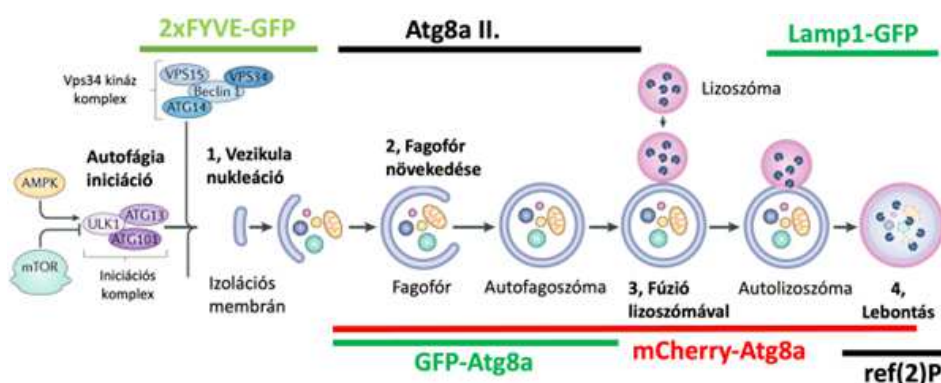 2xFYVE-GFP
Atg8a II.
Lamp1-GFP
Vps34 kináz
komplex
VPS15
VPS34
Beclin 1
ATG14
Lizoszóma
Autofágia
iniciáció
1, Vezikula
nukleáció
2, Fagofór
növekedése
AMPK
ULK1
ATG13
ATG101
mTOR
Iniciációs
komplex
Izolációs
membrán
Fagofór
Autofagoszóma
3, Fúzió
lizoszómával
Autolizoszóma
4,
Lebontás
GFP-Atg8a
mCherry-Atg8a
ref(2)P